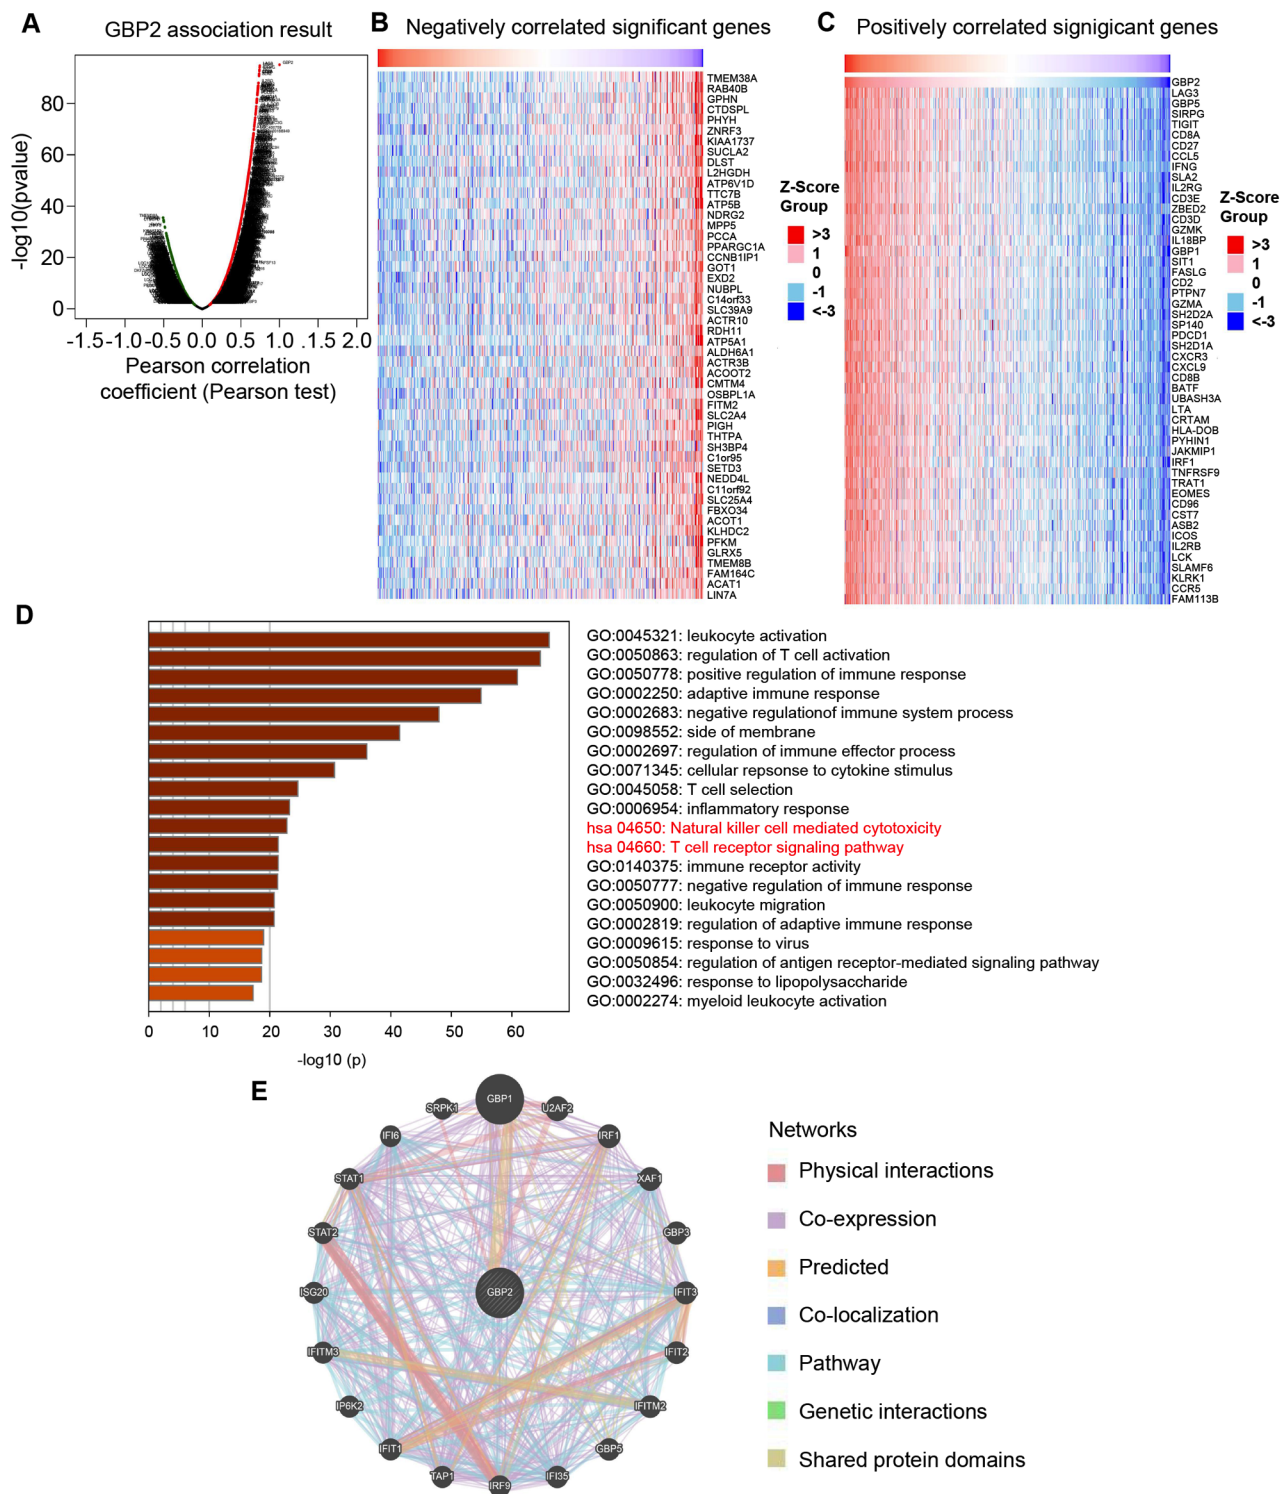 A
GBP2 association result
-log10(pvalue)
80
60
40
20
0
GBP2
-1.5 -1.0 -0.5 0.0 0.5 1.0 1.5 2.0
Pearson correlation
coefficient (Pearson test)
B Negatively correlated significant genes
TMEM38A
RAB40B
GPHN
CTDSPL
PHYH
ZNRF3
KIAA1737
SUCLA2
DLST
L2HGDH
ATP6V1D
TTC7B
ATP5B
NDRG2
MPP5
PCCA
PPARGC1A
CCNB1IP1
GOT1
EXD2
NUBPL
C14orf33
SLC39A9
ACTR10
RDH11
ATP5A1
ALDH6A1
ACTR3B
ACOOT2
CMTM4
OSBPL1A
FITM2
SLC2A4
PIGH
THTPA
SH3BP4
C1or95
SETD3
NEDD4L
C11orf92
SLC25A4
FBXO34
ACOT1
KLHDC2
PFKM
GLRX5
TMEM8B
FAM164C
ACAT1
LIN7A
Z-Score
Group
>3
1
0
-1
<-3
C Positively correlated signigicant genes
GBP2
LAG3
GBP5
SIRPG
TIGIT
CD8A
CD27
CCL5
IFNG
SLA2
IL2RG
CD3E
ZBED2
CD3D
GZMK
IL18BP
GBP1
SIT1
FASLG
CD2
PTPN7
GZMA
SH2D2A
SP140
PDCD1
SH2D1A
CXCR3
CXCL9
CD8B
BATF
UBASH3A
LTA
CRTAM
HLA-DOB
PYHIN1
JAKMIP1
IRF1
TNFRSF9
TRAT1
EOMES
CD96
CST7
ASB2
ICOS
IL2RB
LCK
SLAMF6
KLRK1
CCR5
FAM113B
Z-Score
Group
>3
1
0
-1
<-3
D
GO:0045321: leukocyte activation
GO:0050863: regulation of T cell activation
GO:0050778: positive regulation of immune response
GO:0002250: adaptive immune response
GO:0002683: negative regulationof immune system process
GO:0098552: side of membrane
GO:0002697: regulation of immune effector process
GO:0071345: cellular repsonse to cytokine stimulus
GO:0045058: T cell selection
GO:0006954: inflammatory response
hsa 04650: Natural killer cell mediated cytotoxicity
hsa 04660: T cell receptor signaling pathway
GO:0140375: immune receptor activity
GO:0050777: negative regulation of immune response
GO:0050900: leukocyte migration
GO:0002819: regulation of adaptive immune response
GO:0009615: response to virus
GO:0050854: regulation of antigen receptor-mediated signaling pathway
GO:0032496: response to lipopolysaccharide
GO:0002274: myeloid leukocyte activation
0 10 20 30 40 50 60
-log10 (p)
E
GBP1
SRPK1
U2AF2
IFI6
IRF1
STAT1
XAF1
STAT2
GBP3
ISG20
GBP2
IFIT3
IFITM3
IFIT2
IP6K2
IFITM2
IFIT1
GBP5
TAP1
IFI35
IRF9
Networks
Physical interactions
Co-expression
Predicted
Co-localization
Pathway
Genetic interactions
Shared protein domains